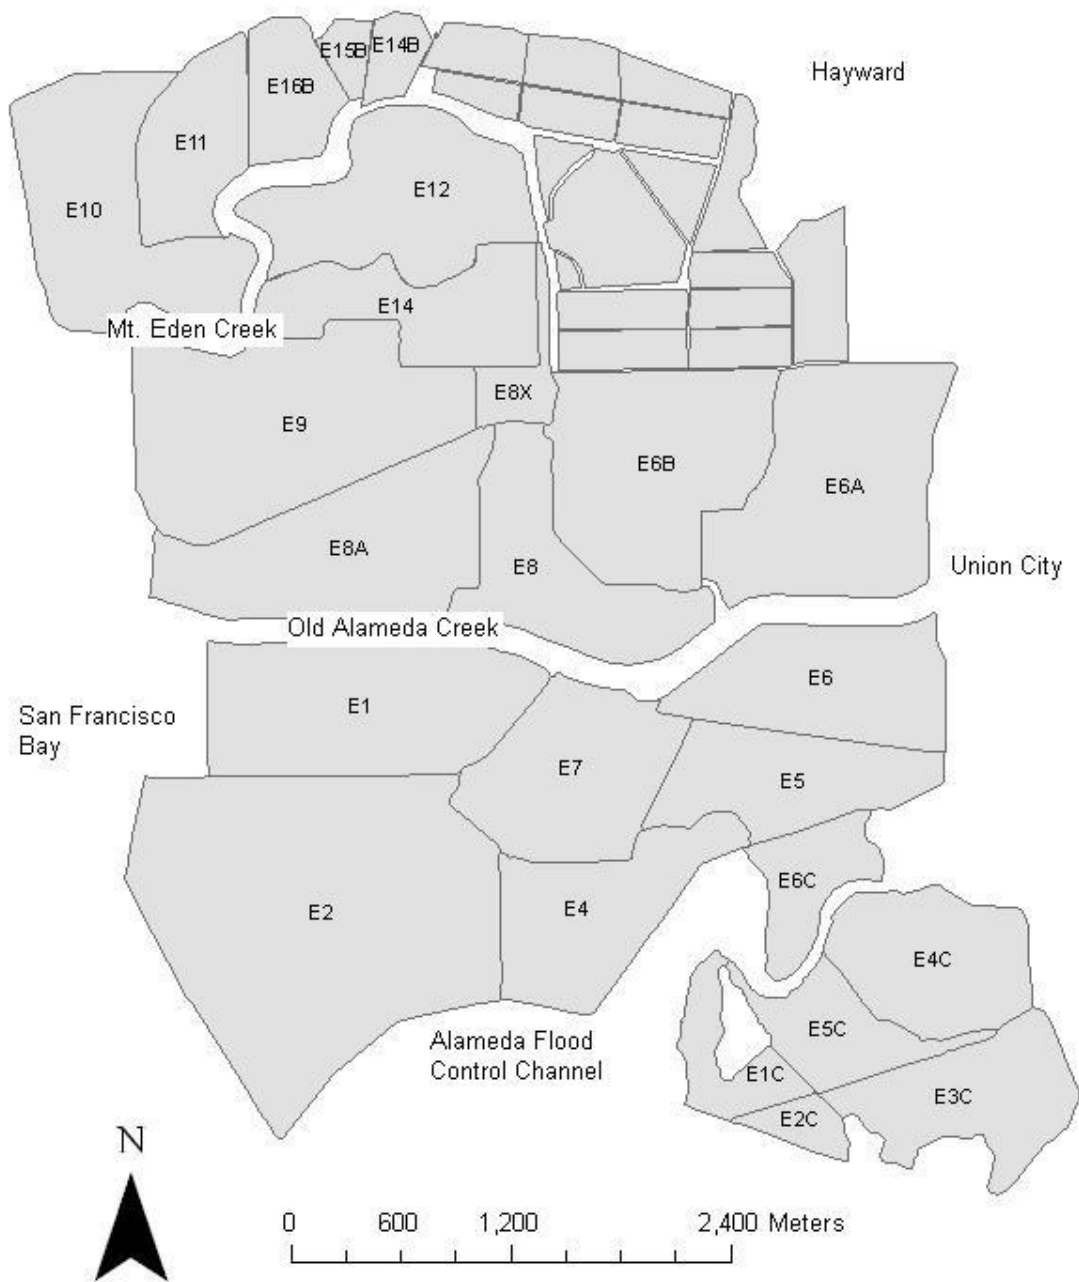 E15B
E14B
Hayward
E16B
E11
E12
E10
E14
Mt. Eden Creek
E8X
E9
E6B
E6A
E8A
E8
Union City
Old Alameda Creek
E6
San Francisco
Bay
E1
E7
E5
E6C
E2
E4
E4C
E5C
Alameda Flood
Control Channel
E1C
E3C
E2C
N
0 600 1,200 2,400 Meters